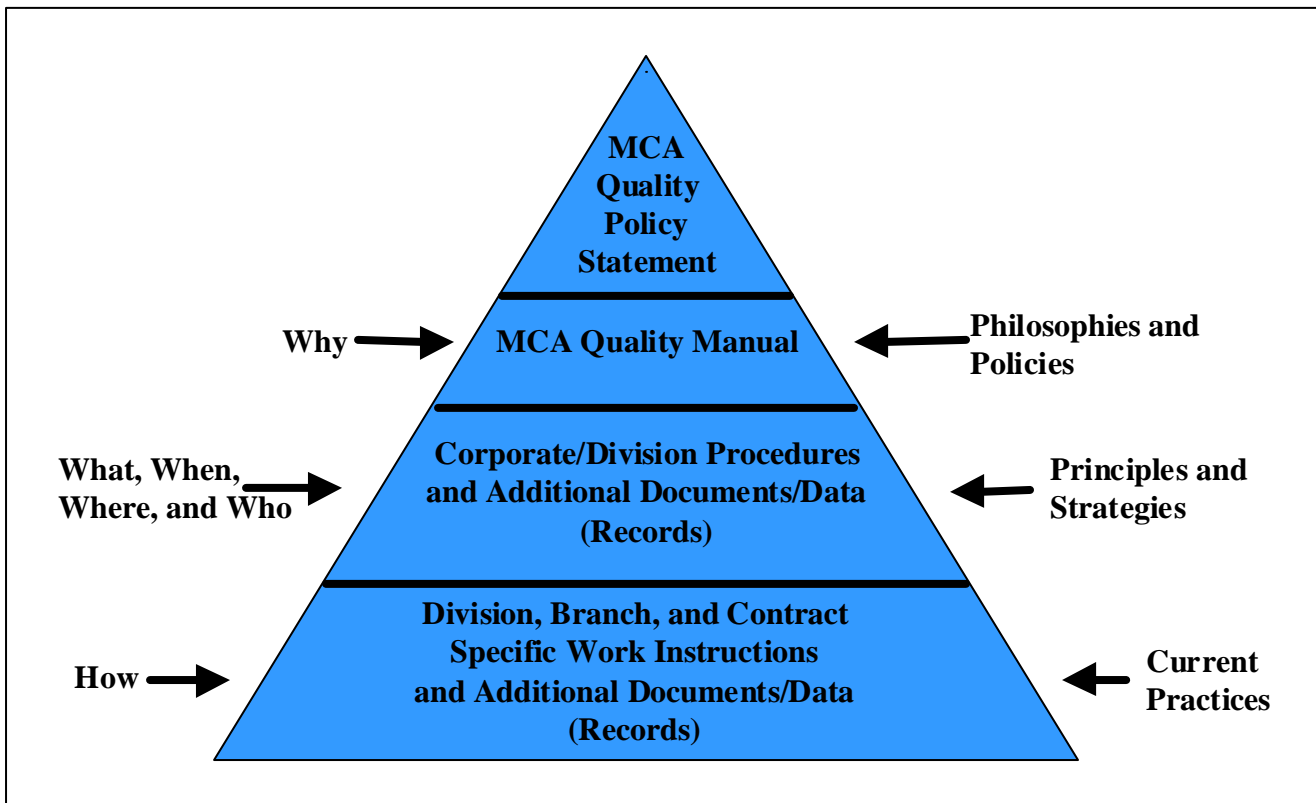 MCA
Quality
Policy
Statement
Why
MCA Quality Manual
Philosophies and
Policies
What, When,
Where, and Who
Corporate/Division Procedures
and Additional Documents/Data
(Records)
Principles and
Strategies
How
Division, Branch, and Contract
Specific Work Instructions
and Additional Documents/Data
(Records)
Current
Practices